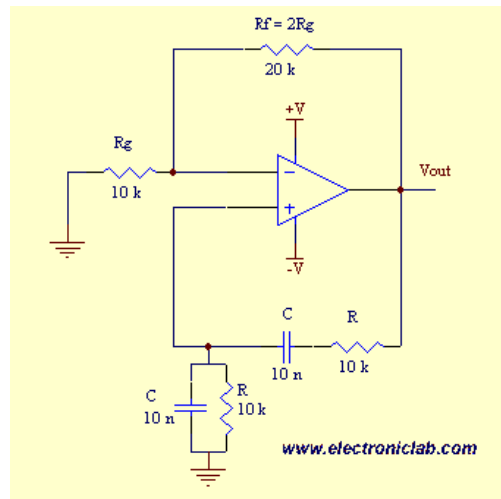 Rf = 2Rg
20 k
+V
Rg
10 k
−
+
Vout
-V
C
R
10 n
10 k
C
10 n
R
10 k
www.electroniclab.com